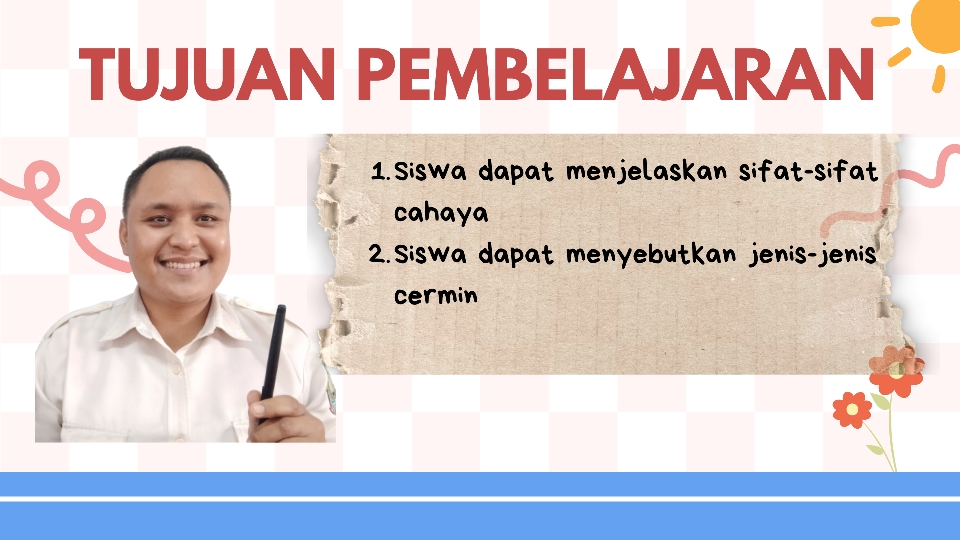 TUJUAN PEMBELAJARAN
1. Siswa dapat menjelaskan sifat-sifat
cahaya
2. Siswa dapat menyebutkan jenis-jenis
cermin